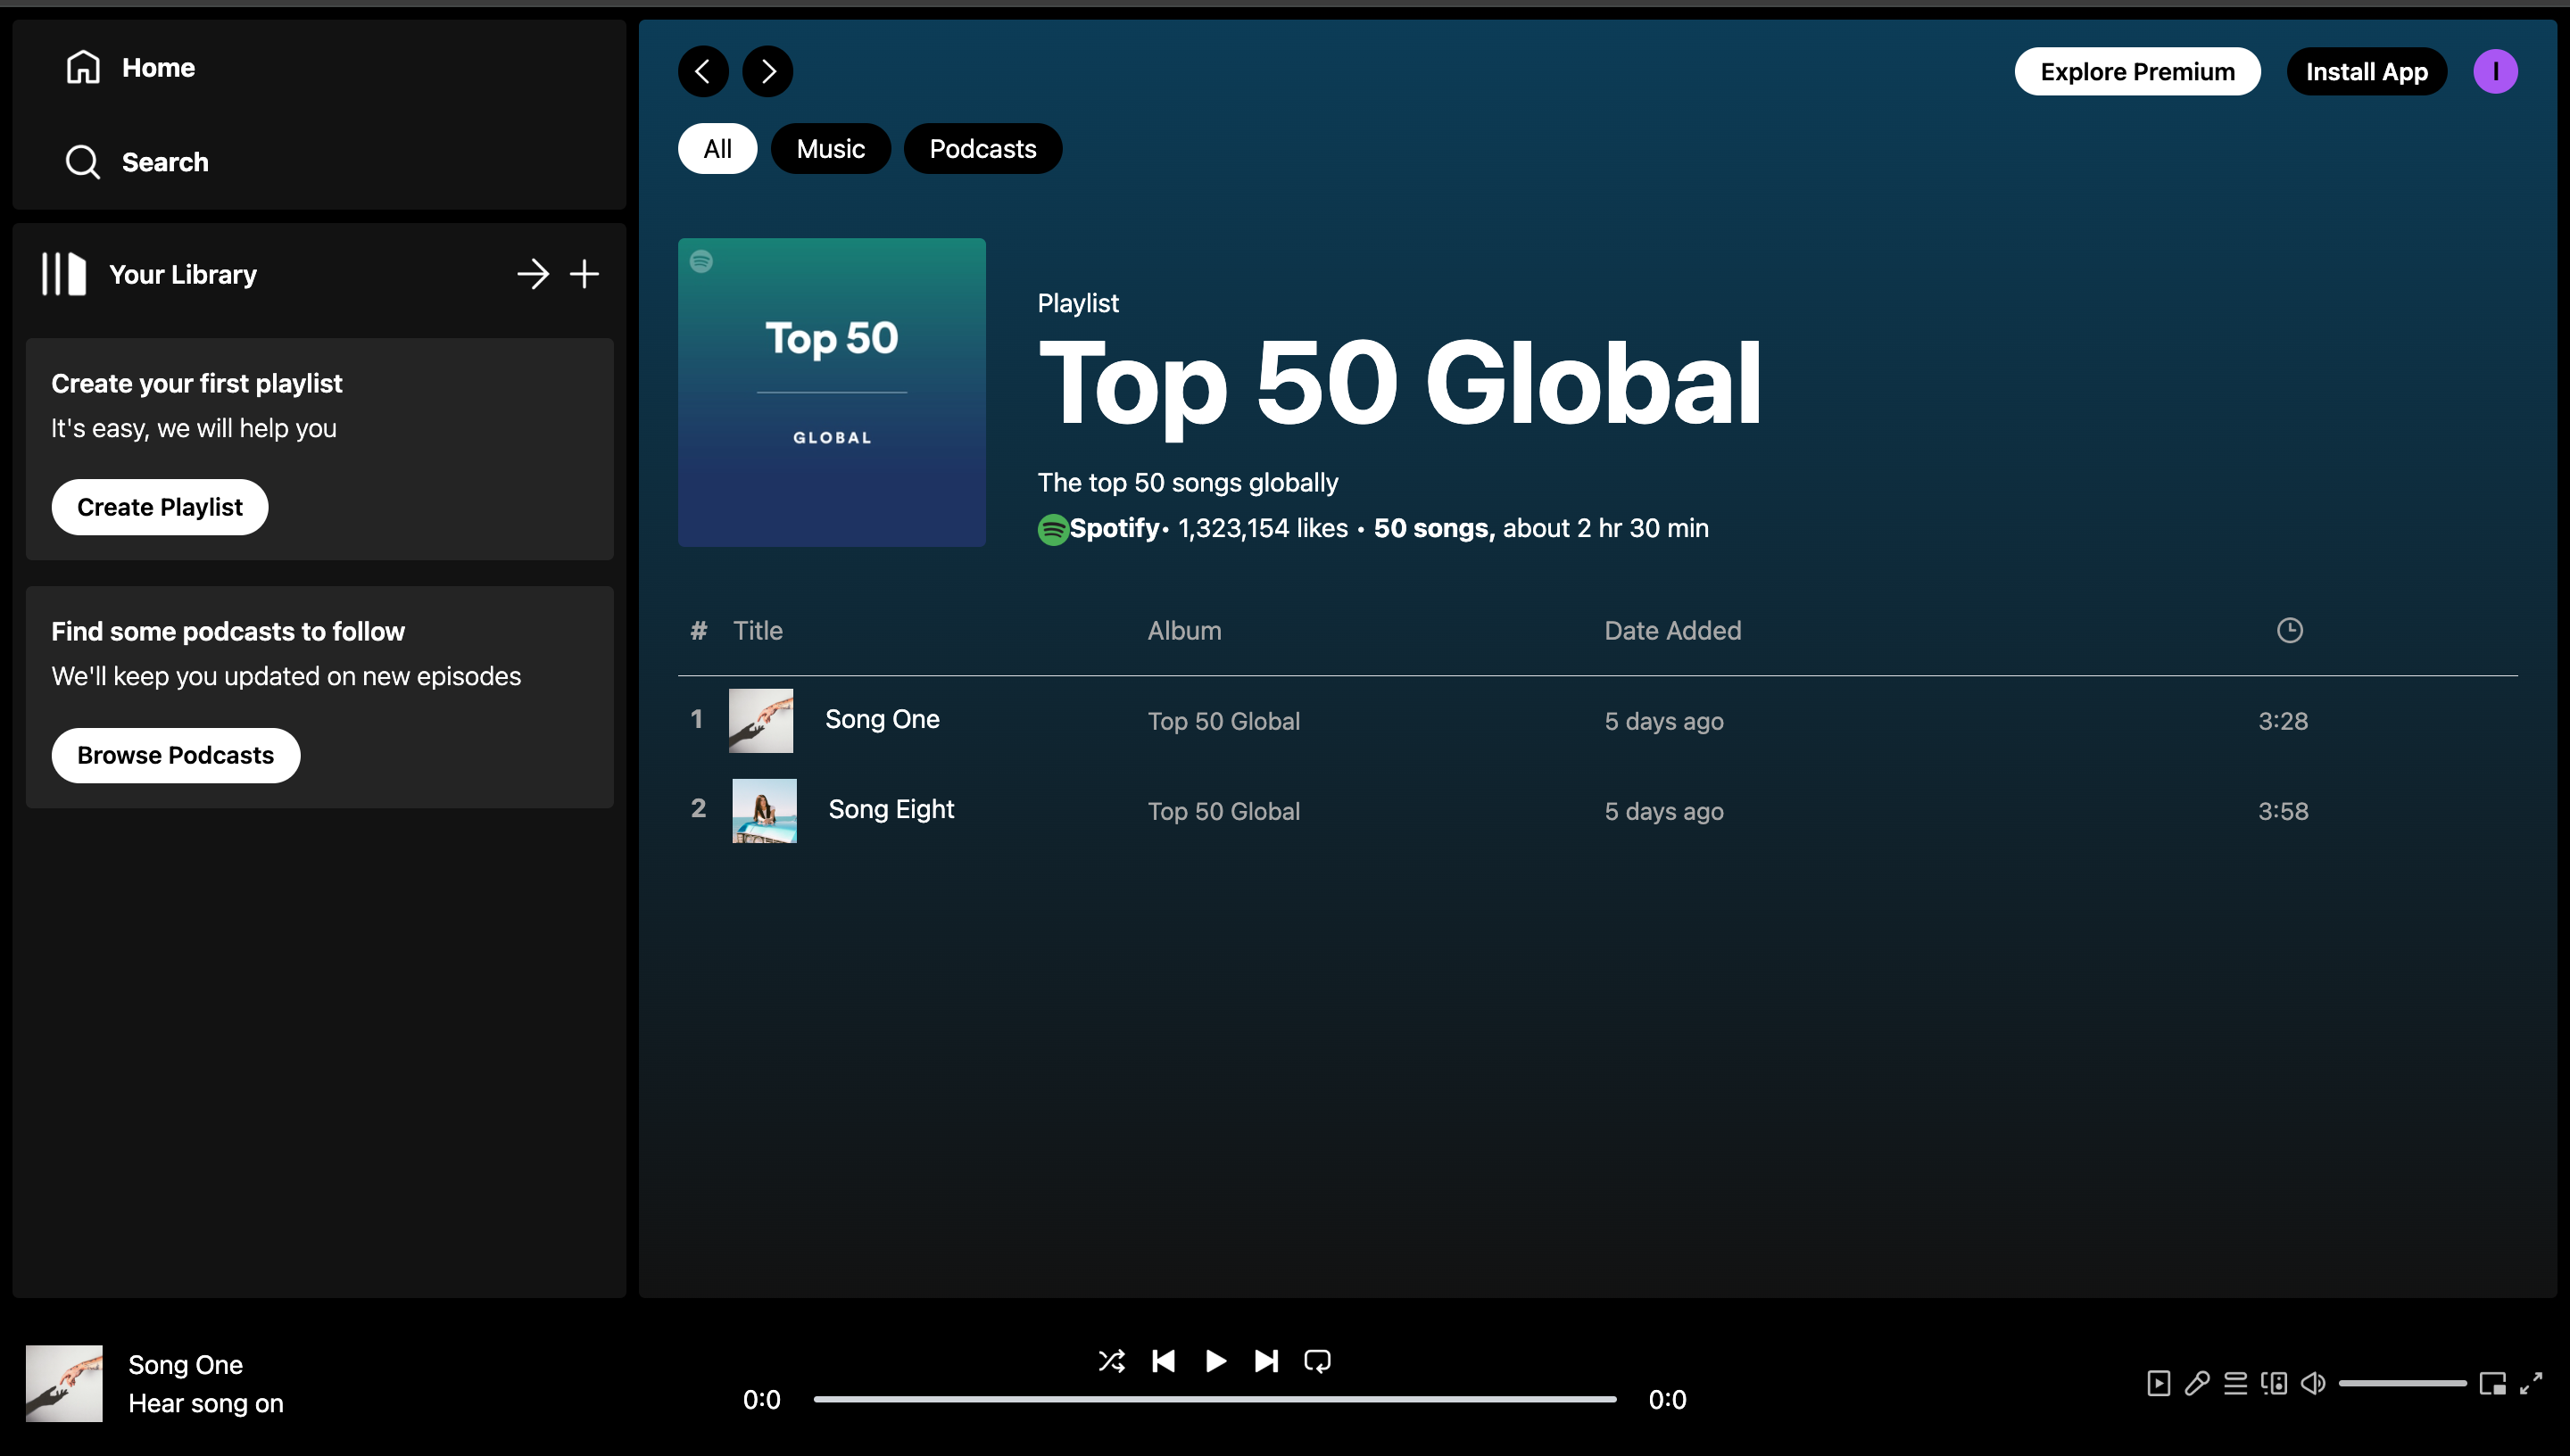 Home
Search
Your Library
Create your first playlist
It's easy, we will help you
Create Playlist
Find some podcasts to follow
We'll keep you updated on new episodes
Browse Podcasts
Explore Premium Install App I
All Music Podcasts
Top 50
GLOBAL
Playlist
Top 50 Global
The top 50 songs globally
Spotify• 1,323,154 likes • 50 songs, about 2 hr 30 min
# Title Album Date Added
1 Song One Top 50 Global 5 days ago 3:28
2 Song Eight Top 50 Global 5 days ago 3:58
Song One
Hear song on
0:0 0:0